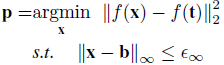 p = argmin ‖f(x) − f(t)‖₂²
x
s.t. ‖x − b‖∞ ≤ ϵ∞